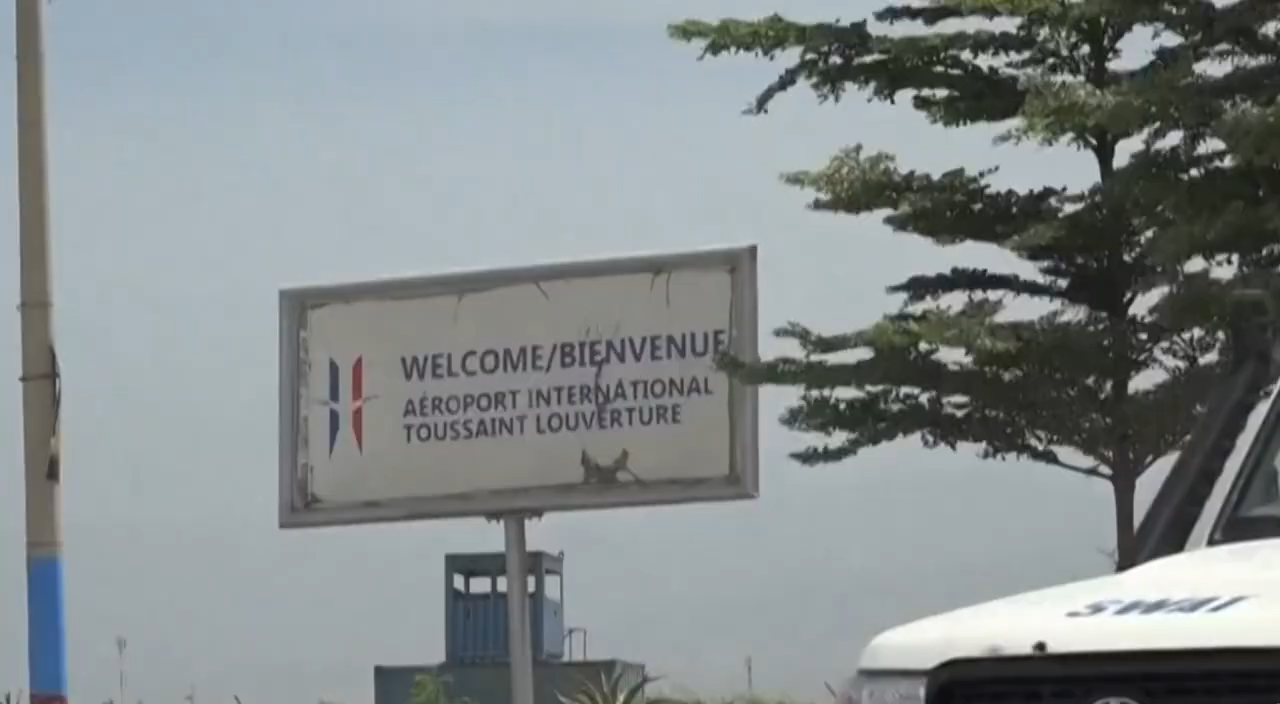 WELCOME/BIENVENUE
AÉROPORT INTERNATIONAL
TOUSSAINT LOUVERTURE
SWAT